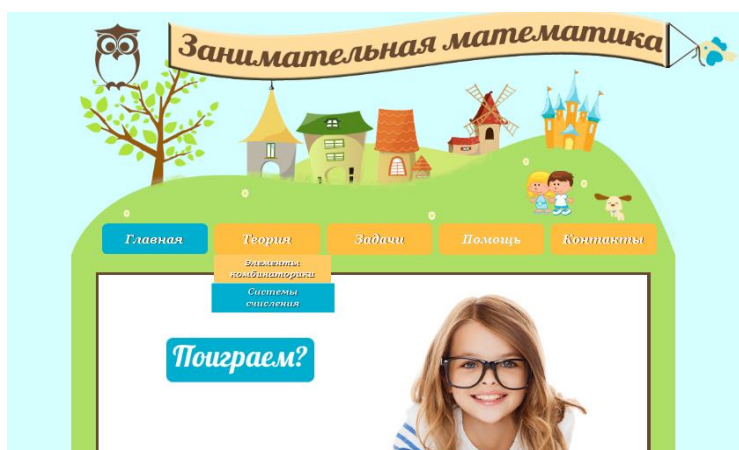 Занимательная математика
Главная Теория Задачи Помощь Контакты
Элементы
комбинаторики
Системы
счисления
Поиграем?